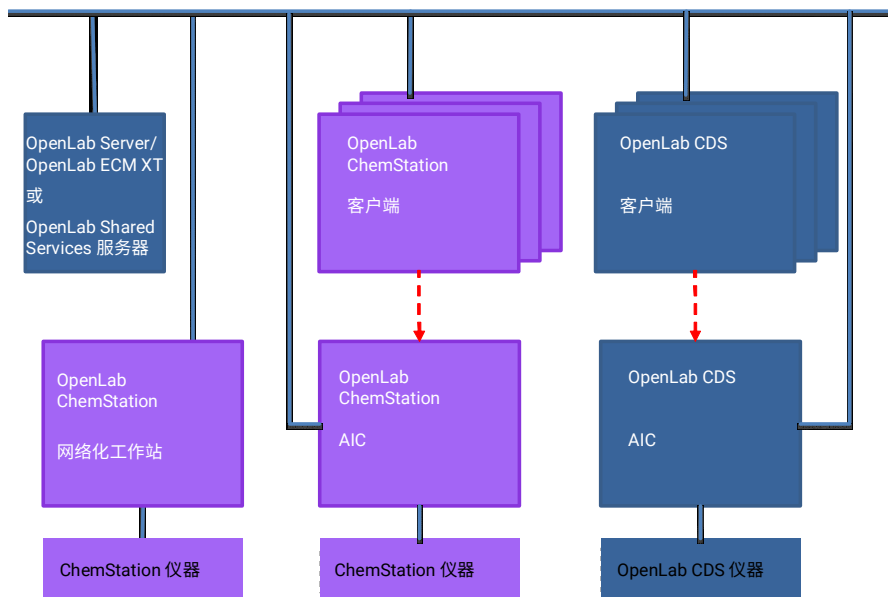 OpenLab Server/
OpenLab ECM XT
或
OpenLab Shared
Services 服务器
OpenLab
ChemStation
客户端
OpenLab CDS
客户端
OpenLab
ChemStation
网络化工作站
OpenLab
ChemStation
AIC
OpenLab CDS
AIC
ChemStation 仪器
ChemStation 仪器
OpenLab CDS 仪器